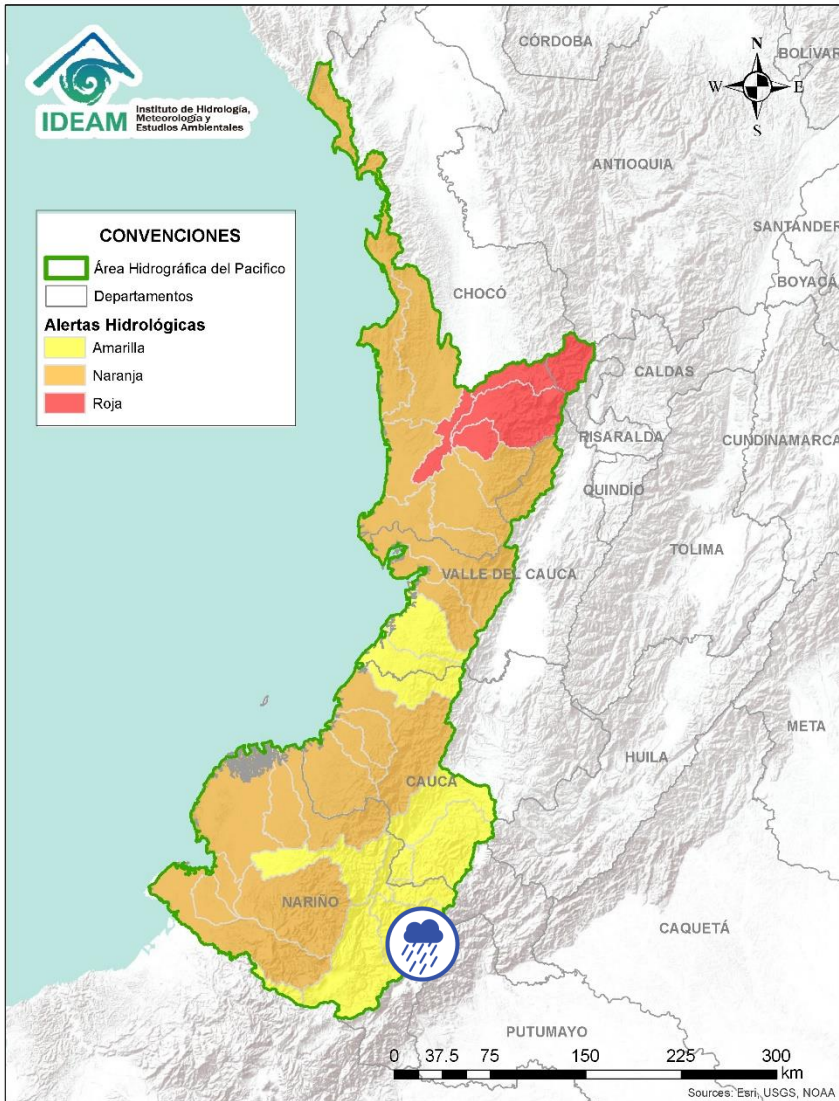 IDEAM
Instituto de Hidrología,
Meteorología y
Estudios Ambientales
CÓRDOBA
BOLÍVAR
N
W
E
S
ANTIOQUIA
SANTANDER
BOYACÁ
CONVENCIONES
Área Hidrográfica del Pacifico
Departamentos
Alertas Hidrológicas
Amarilla
Naranja
Roja
CHOCÓ
CALDAS
RISARALDA
CUNDINAMARCA
QUINDÍO
TOLIMA
VALLE DEL CAUCA
META
HUILA
CAUCA
NARIÑO
CAQUETÁ
PUTUMAYO
0 37.5 75 150 225 300
km
Sources: Esri, USGS, NOAA